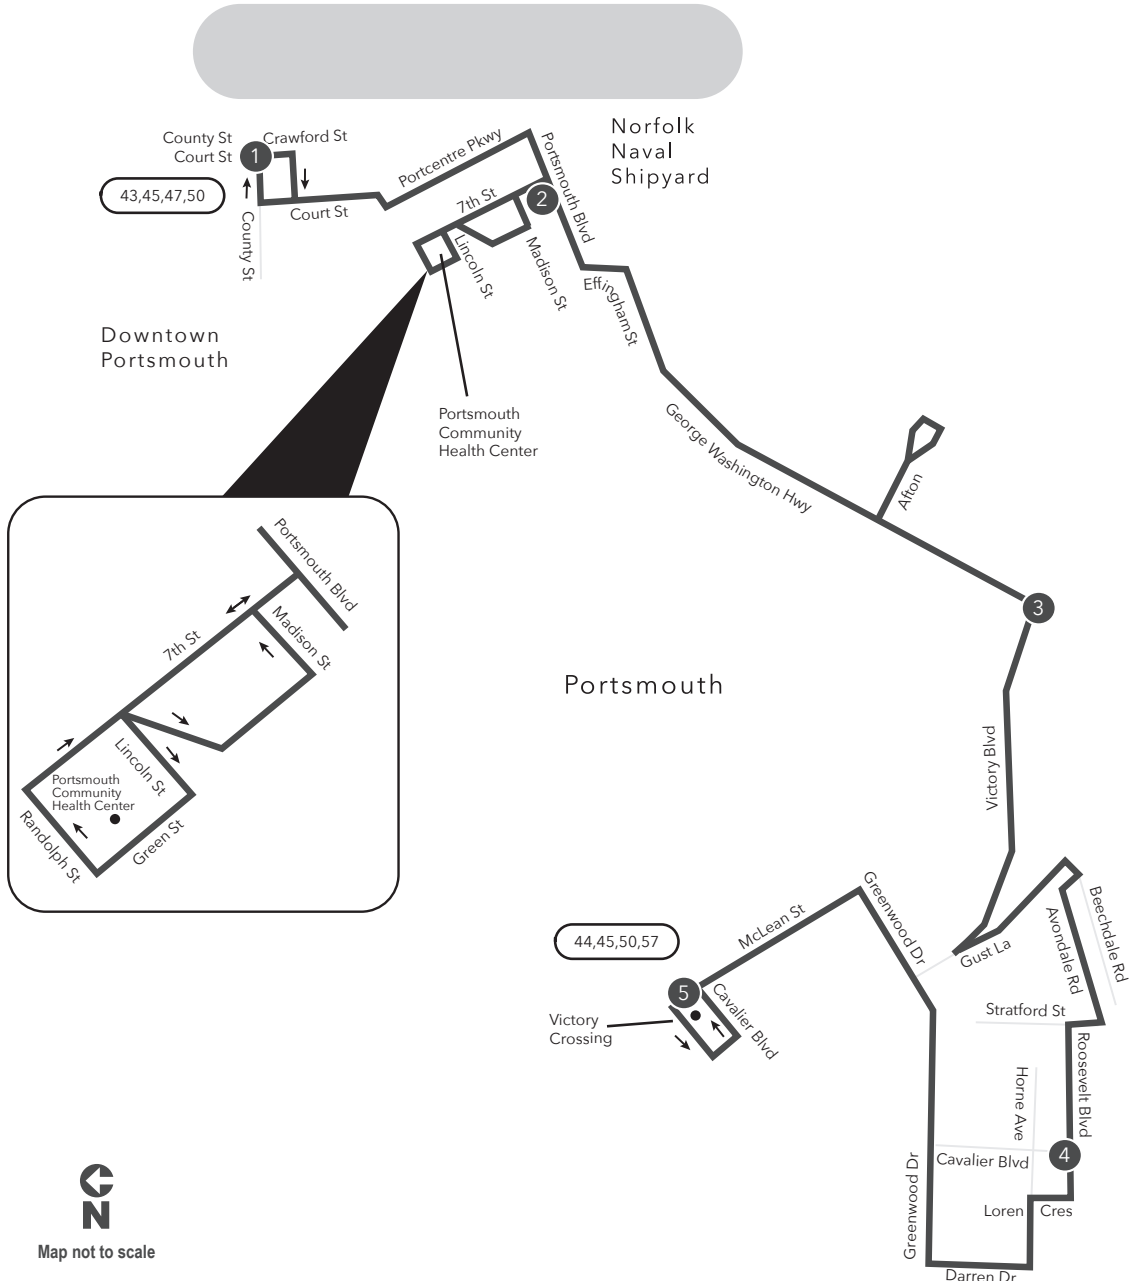 County St
Court St
Crawford St
1
43,45,47,50
County St
Court St
Portcentre Pkwy
Portsmouth Blvd
Norfolk
Naval
Shipyard
7th St
2
Lincoln St
Madison St
Effingham St
Downtown
Portsmouth
Portsmouth
Community
Health Center
George Washington Hwy
Afton
3
Portsmouth Blvd
7th St
Madison St
Lincoln St
Portsmouth
Community
Health Center
Randolph St
Green St
Portsmouth
Victory Blvd
Greenwood Dr
McLean St
44,45,50,57
Gust La
Avondale Rd
Beechdale Rd
5
Cavalier Blvd
Victory
Crossing
Stratford St
Roosevelt Blvd
Horne Ave
Cavalier Blvd
4
Greenwood Dr
Loren Cres
Darren Dr
N
Map not to scale